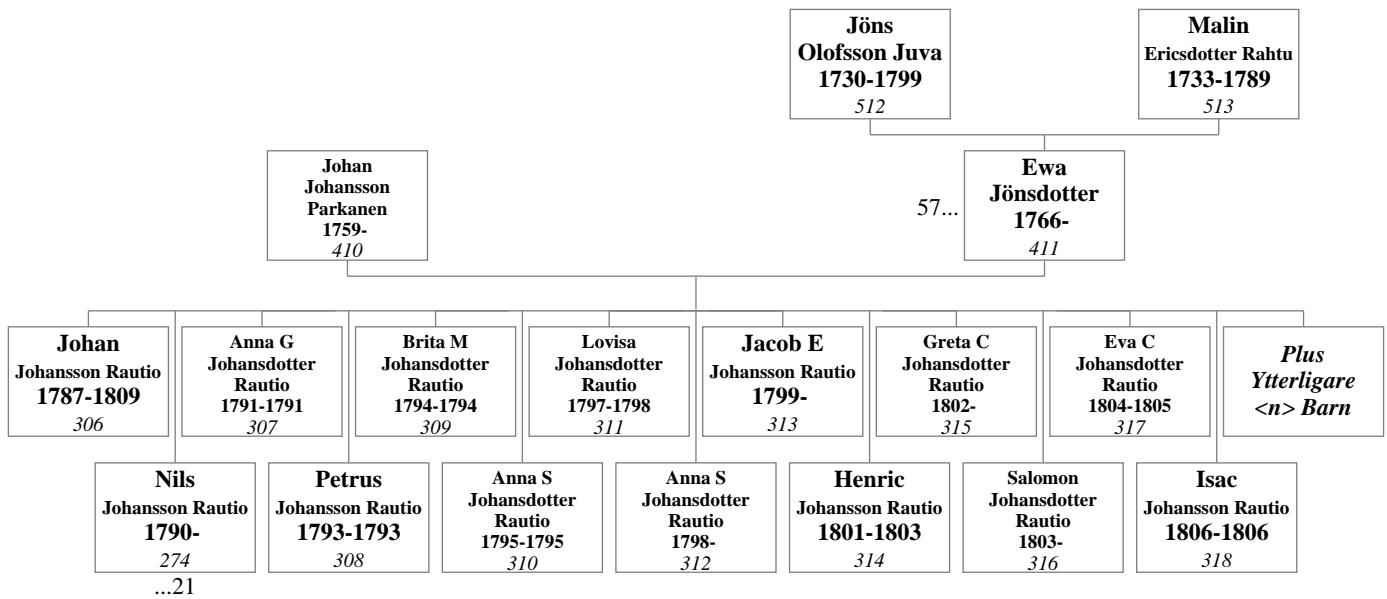 Jöns
Olofsson Juva
1730-1799
512
Malin
Ericsdotter Rahtu
1733-1789
513
Johan
Johansson
Parkanen
1759-
410
57...
Ewa
Jönsdotter
1766-
411
Johan
Johansson Rautio
1787-1809
306
Anna G
Johansdotter
Rautio
1791-1791
307
Brita M
Johansdotter
Rautio
1794-1794
309
Lovisa
Johansdotter
Rautio
1797-1798
311
Jacob E
Johansson Rautio
1799-
313
Greta C
Johansdotter
Rautio
1802-
315
Eva C
Johansdotter
Rautio
1804-1805
317
Plus
Ytterligare
<n> Barn
Nils
Johansson Rautio
1790-
274
...21
Petrus
Johansson Rautio
1793-1793
308
Anna S
Johansdotter
Rautio
1795-1795
310
Anna S
Johansdotter
Rautio
1798-
312
Henric
Johansson Rautio
1801-1803
314
Salomon
Johansdotter
Rautio
1803-
316
Isac
Johansson Rautio
1806-1806
318